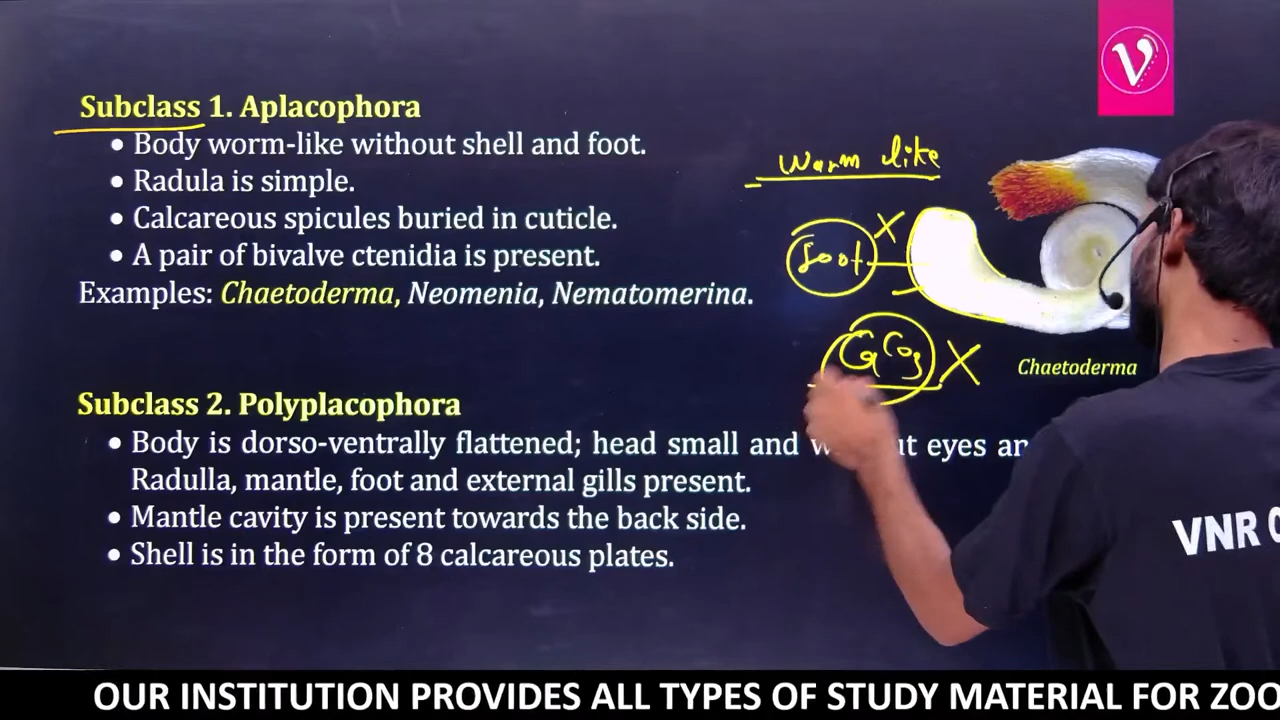 Subclass 1. Aplacophora
• Body worm-like without shell and foot.
• Radula is simple.
• Calcareous spicules buried in cuticle.
• A pair of bivalve ctenidia is present.
Examples: Chaetoderma, Neomenia, Nematomerina.
Warm like
foot X
CaCO3 X
Chaetoderma
Subclass 2. Polyplacophora
• Body is dorso-ventrally flattened; head small and eyes
Radulla, mantle, foot and external gills present.
• Mantle cavity is present towards the back side.
• Shell is in the form of 8 calcareous plates.
V
VNR
OUR INSTITUTION PROVIDES ALL TYPES OF STUDY MATERIAL FOR ZOO